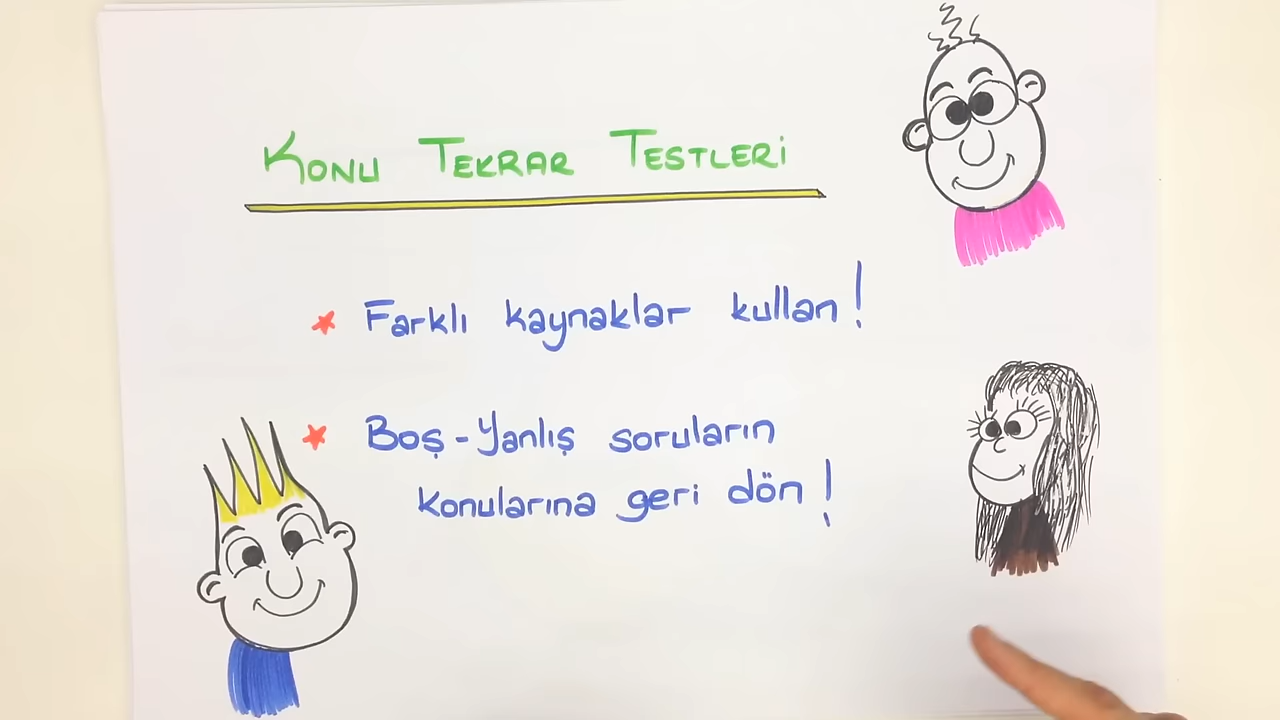 KONU TEKRAR TESTLERİ
* Farklı kaynaklar kullan!
* Boş-Yanlış soruların
konularına geri dön!